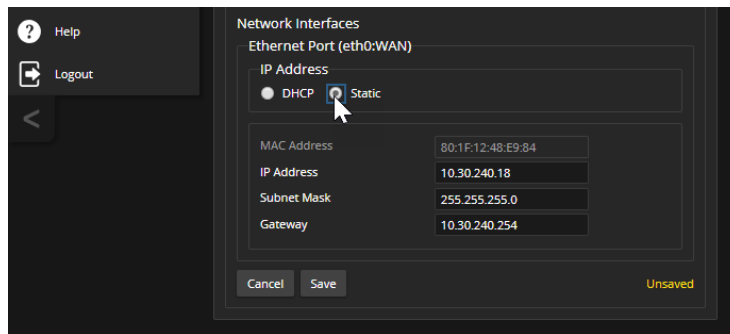 Help
Logout
Network Interfaces
Ethernet Port (eth0:WAN)
IP Address
DHCP Static
MAC Address 80:1F:12:48:E9:84
IP Address 10.30.240.18
Subnet Mask 255.255.255.0
Gateway 10.30.240.254
Cancel Save Unsaved